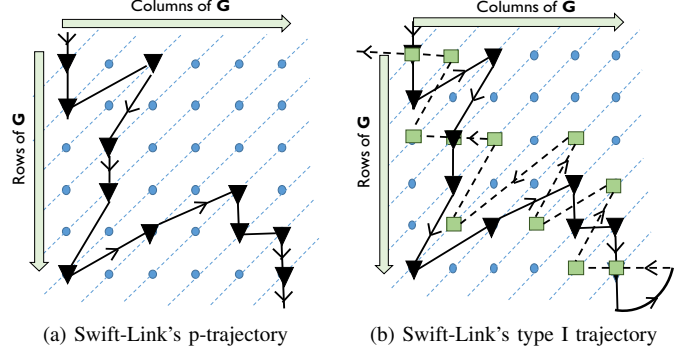 Columns of G
Rows of G
(a) Swift-Link's p-trajectory
Columns of G
Rows of G
(b) Swift-Link's type I trajectory